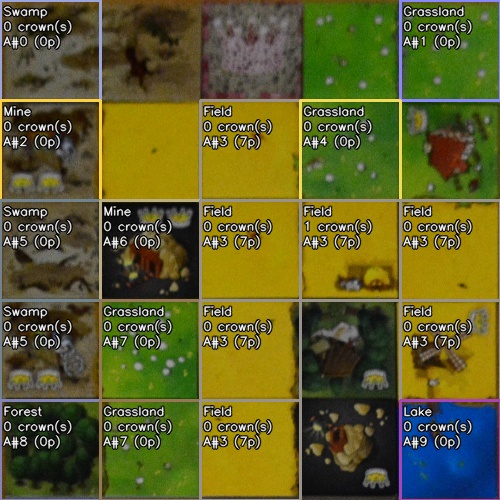 Swamp
0 crown(s)
A#0 (0p)
Grassland
0 crown(s)
A#1 (0p)
Mine
0 crown(s)
A#2 (0p)
Field
0 crown(s)
A#3 (7p)
Grassland
0 crown(s)
A#4 (0p)
Swamp
0 crown(s)
A#5 (0p)
Mine
0 crown(s)
A#6 (0p)
Field
0 crown(s)
A#3 (7p)
Field
1 crown(s)
A#3 (7p)
Field
0 crown(s)
A#3 (7p)
Swamp
0 crown(s)
A#5 (0p)
Grassland
0 crown(s)
A#7 (0p)
Field
0 crown(s)
A#3 (7p)
Field
0 crown(s)
A#3 (7p)
Forest
0 crown(s)
A#8 (0p)
Grassland
0 crown(s)
A#7 (0p)
Field
0 crown(s)
A#3 (7p)
Lake
0 crown(s)
A#9 (0p)